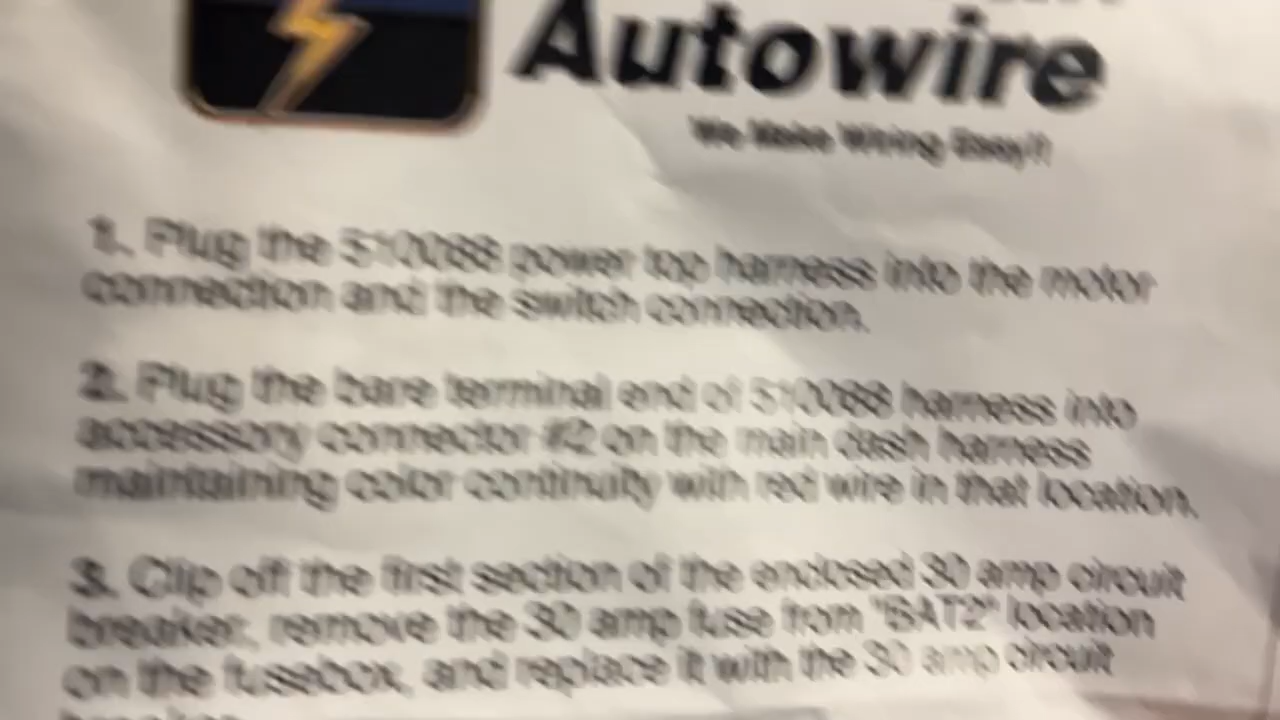 Autowire
We Make Wiring Easy!!
1. Plug the 510088 power top harness into the motor
connection and the switch connection.
2. Plug the bare terminal end of 510088 harness into
accessory connector #2 on the main dash harness
maintaining color continuity with red wire in that location.
3. Clip off the first section of the enclosed 30 amp circuit
breaker, remove the 30 amp fuse from "BAT2" location
on the fusebox, and replace it with the 30 amp circuit